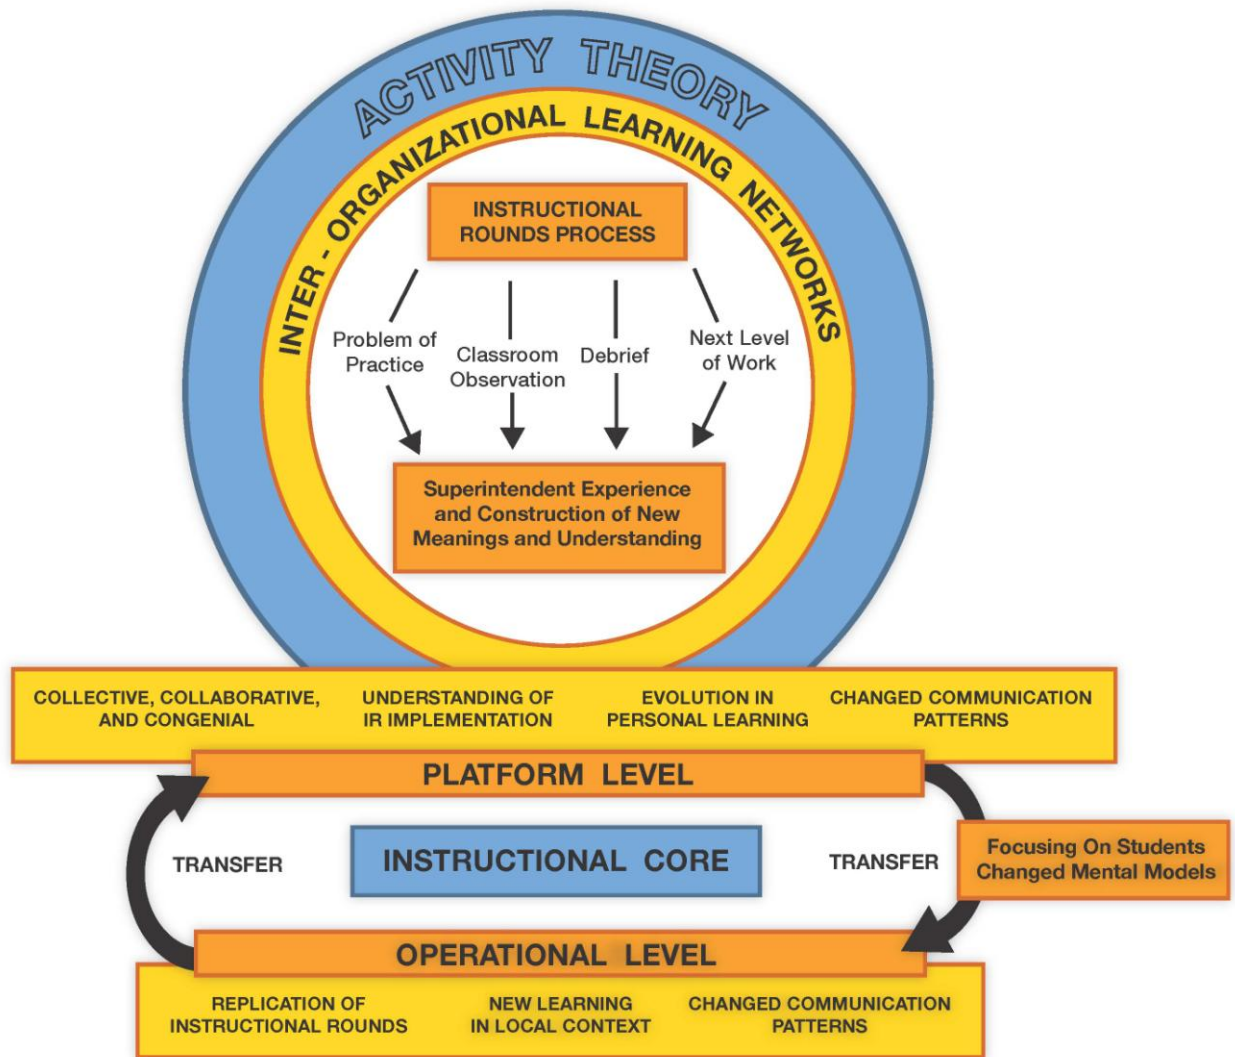 ACTIVITY THEORY
INTER - ORGANIZATIONAL LEARNING NETWORKS
INSTRUCTIONAL
ROUNDS PROCESS
Problem of
Practice
Classroom
Observation
Debrief
Next Level
of Work
Superintendent Experience
and Construction of New
Meanings and Understanding
COLLECTIVE, COLLABORATIVE,
AND CONGENIAL
UNDERSTANDING OF
IR IMPLEMENTATION
EVOLUTION IN
PERSONAL LEARNING
CHANGED COMMUNICATION
PATTERNS
PLATFORM LEVEL
TRANSFER
INSTRUCTIONAL CORE
TRANSFER
Focusing On Students
Changed Mental Models
OPERATIONAL LEVEL
REPLICATION OF
INSTRUCTIONAL ROUNDS
NEW LEARNING
IN LOCAL CONTEXT
CHANGED COMMUNICATION
PATTERNS